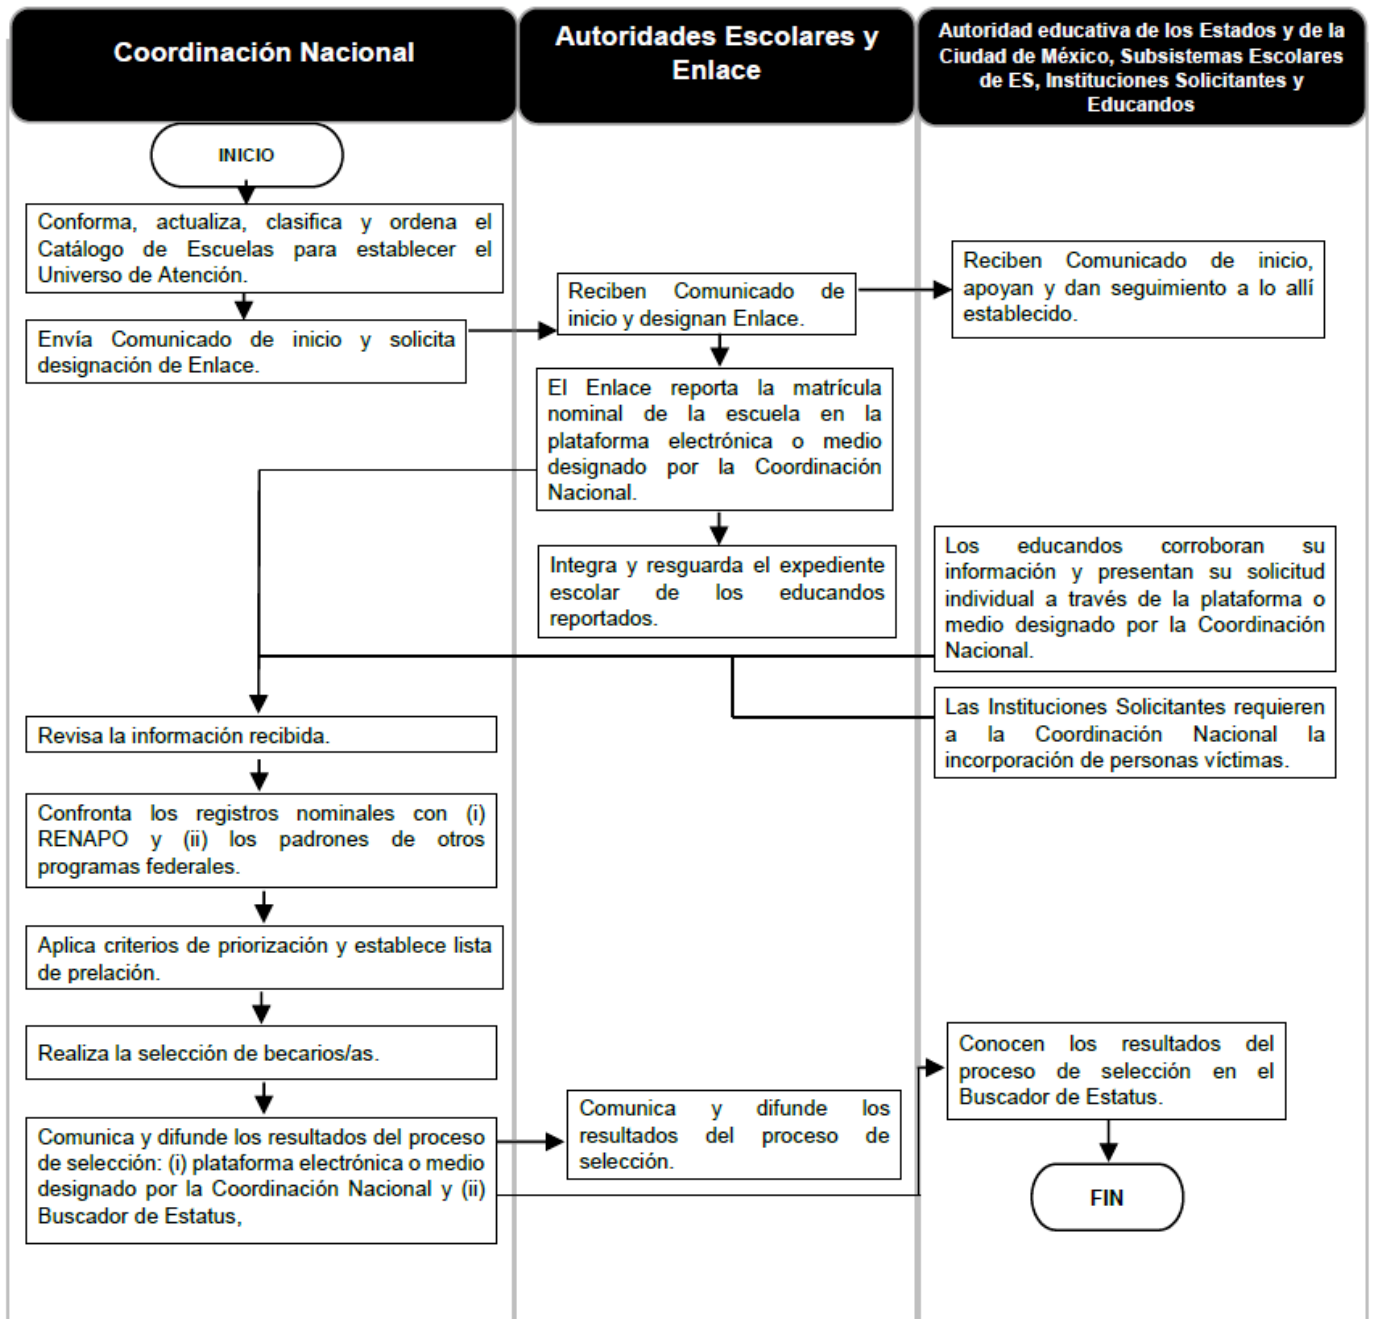 Coordinación Nacional
Autoridades Escolares y
Enlace
Autoridad educativa de los Estados y de la
Ciudad de México, Subsistemas Escolares
de ES, Instituciones Solicitantes y
Educandos
INICIO
Conforma, actualiza, clasifica y ordena el
Catálogo de Escuelas para establecer el
Universo de Atención.
Envía Comunicado de inicio y solicita
designación de Enlace.
Reciben Comunicado de
inicio y designan Enlace.
Reciben Comunicado de inicio,
apoyan y dan seguimiento a lo allí
establecido.
El Enlace reporta la matrícula
nominal de la escuela en la
plataforma electrónica o medio
designado por la Coordinación
Nacional.
Integra y resguarda el expediente
escolar de los educandos
reportados.
Los educandos corroboran su
información y presentan su solicitud
individual a través de la plataforma o
medio designado por la Coordinación
Nacional.
Las Instituciones Solicitantes requieren
a la Coordinación Nacional la
incorporación de personas víctimas.
Revisa la información recibida.
Confronta los registros nominales con (i)
RENAPO y (ii) los padrones de otros
programas federales.
Aplica criterios de priorización y establece lista
de prelación.
Realiza la selección de becarios/as.
Comunica y difunde los resultados del proceso
de selección: (i) plataforma electrónica o medio
designado por la Coordinación Nacional y (ii)
Buscador de Estatus,
Comunica y difunde los
resultados del proceso de
selección.
Conocen los resultados del
proceso de selección en el
Buscador de Estatus.
FIN